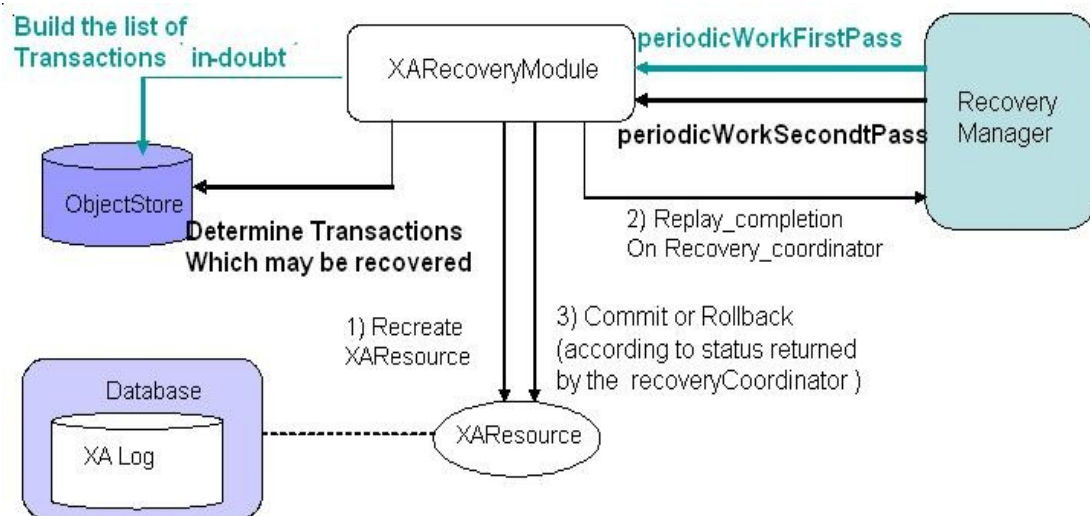 Build the list of
Transactions ` in-doubt ´
XARecoveryModule
periodicWorkFirstPass
periodicWorkSecondtPass
Recovery
Manager
ObjectStore
Determine Transactions
Which may be recovered
2) Replay_completion
On Recovery_coordinator
1) Recreate
XAResource
3) Commit or Rollback
(according to status returned
by the recoveryCoordinator )
Database
XA Log
XAResource